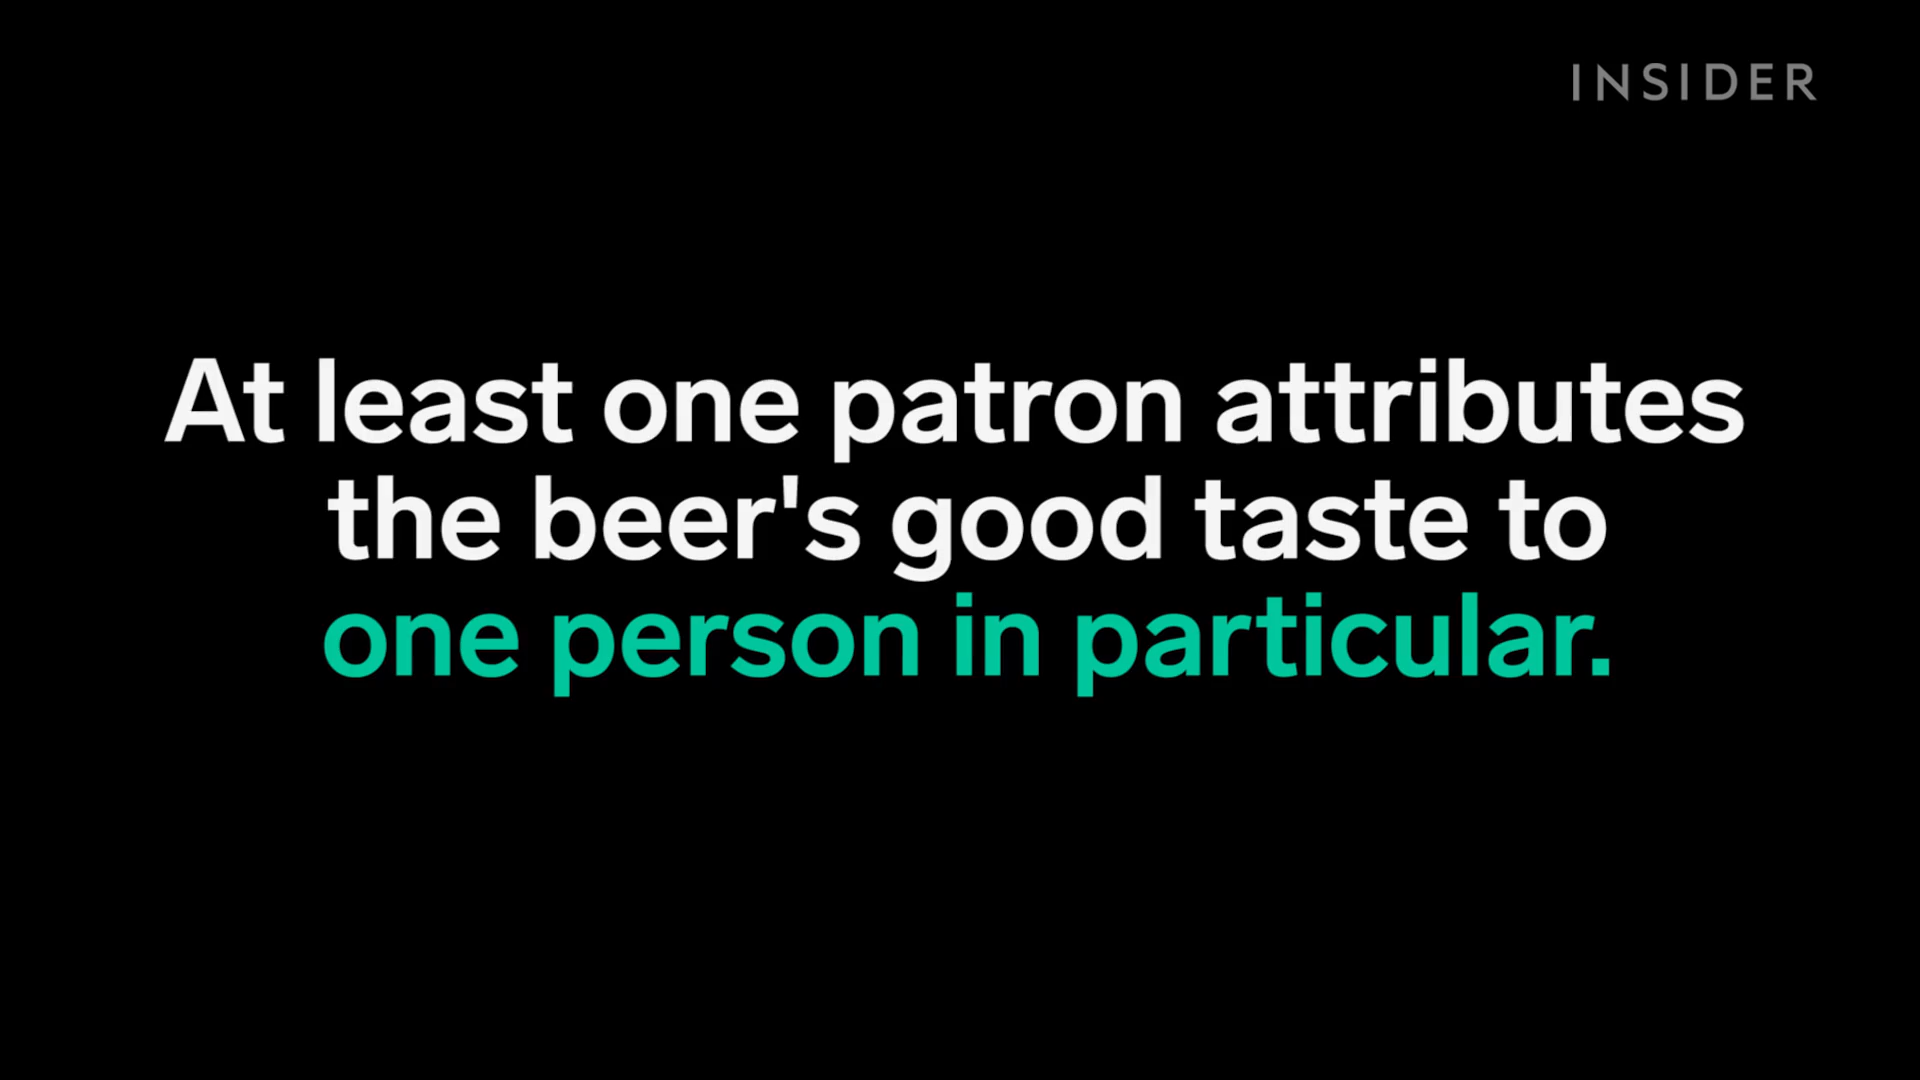 INSIDER
At least one patron attributes
the beer's good taste to
one person in particular.